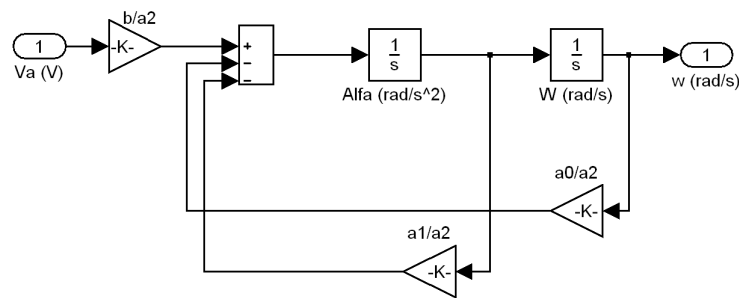 b/a2
1
-K-
+
−
−
1
s
1
s
1
Va (V)
Alfa (rad/s^2)
W (rad/s)
w (rad/s)
a0/a2
-K-
a1/a2
-K-